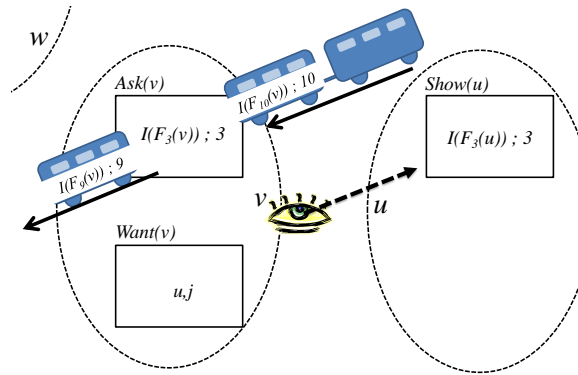 w
Ask(v)
I(F₁₀(v)) ; 10
Show(u)
I(F₃(v)) ; 3
I(F₃(u)) ; 3
I(F₉(v)) ; 9
v
u
Want(v)
u,j